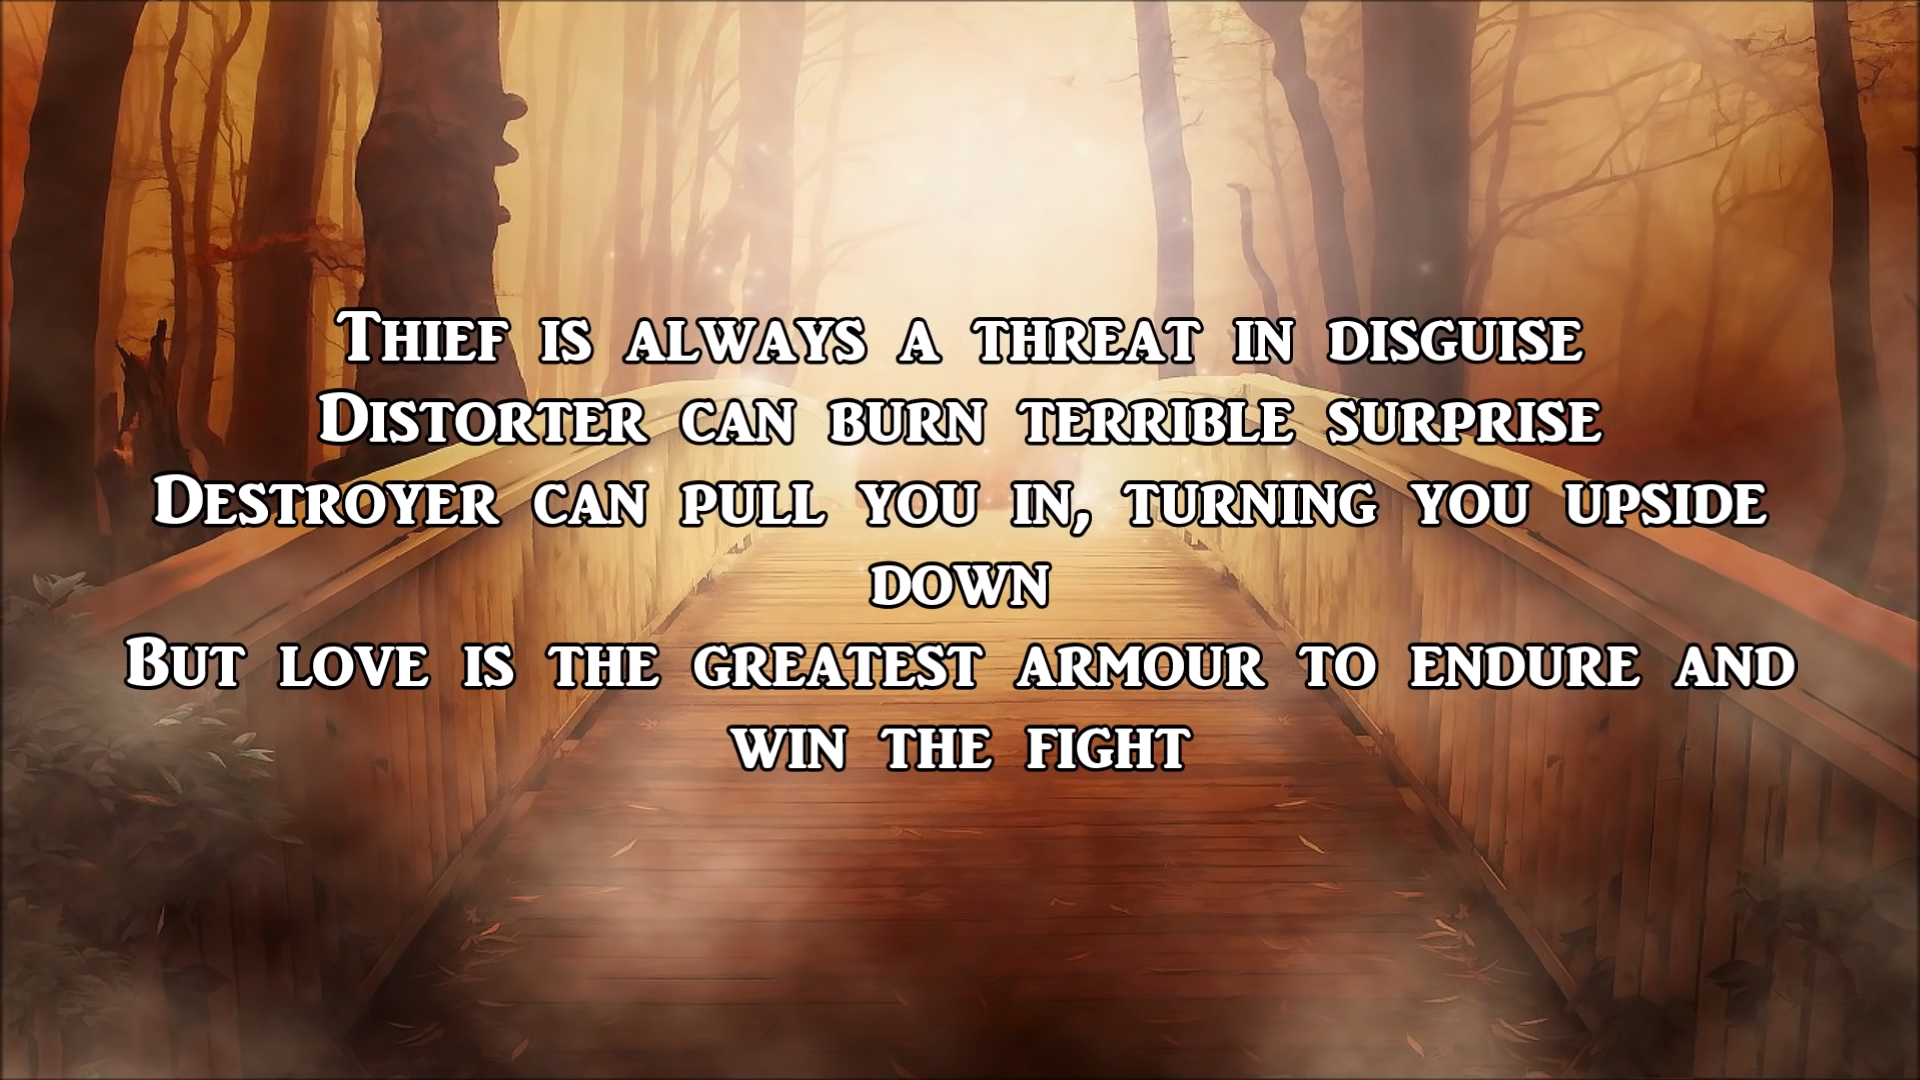 Thief is always a threat in disguise
Distorter can burn terrible surprise
Destroyer can pull you in, turning you upside
down
But love is the greatest armour to endure and
win the fight